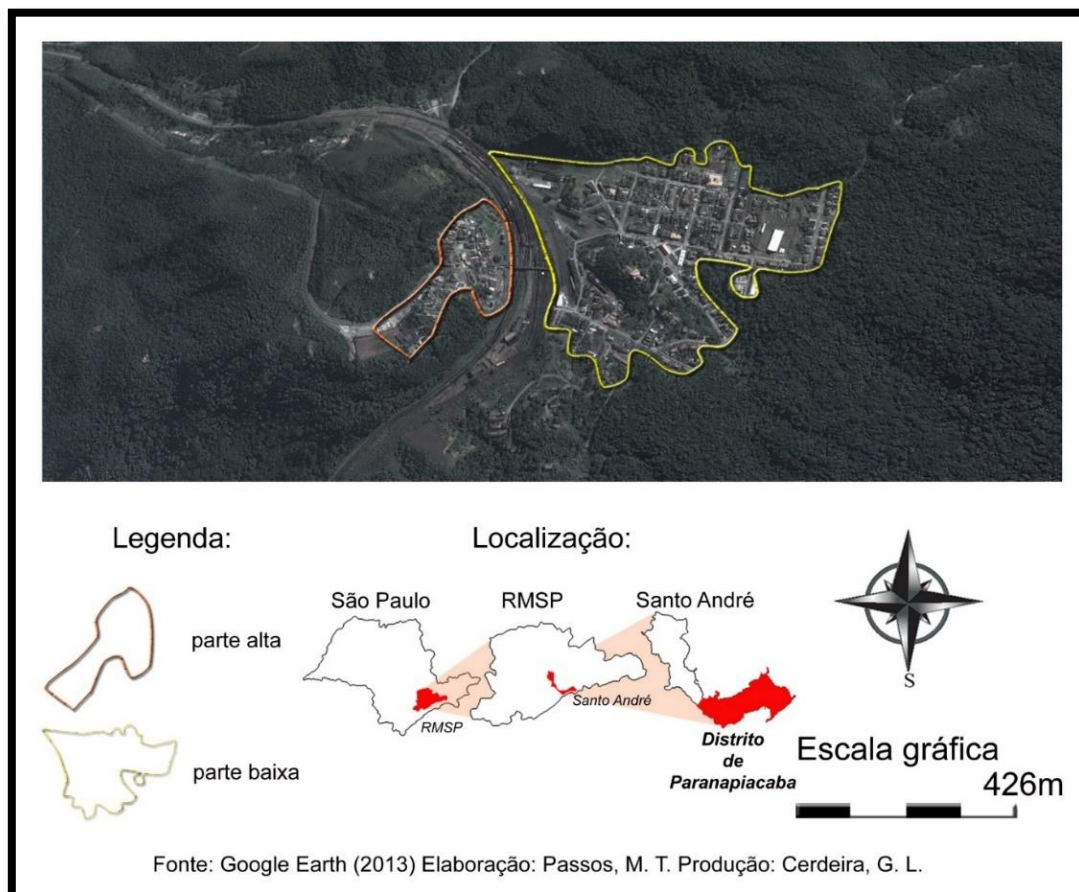 Legenda:
Localização:
São Paulo
RMSP
Santo André
parte alta
RMSP
Santo André
S
parte baixa
Distrito
de
Paranapiacaba
Escala gráfica
426m
Fonte: Google Earth (2013) Elaboração: Passos, M. T. Produção: Cerdeira, G. L.